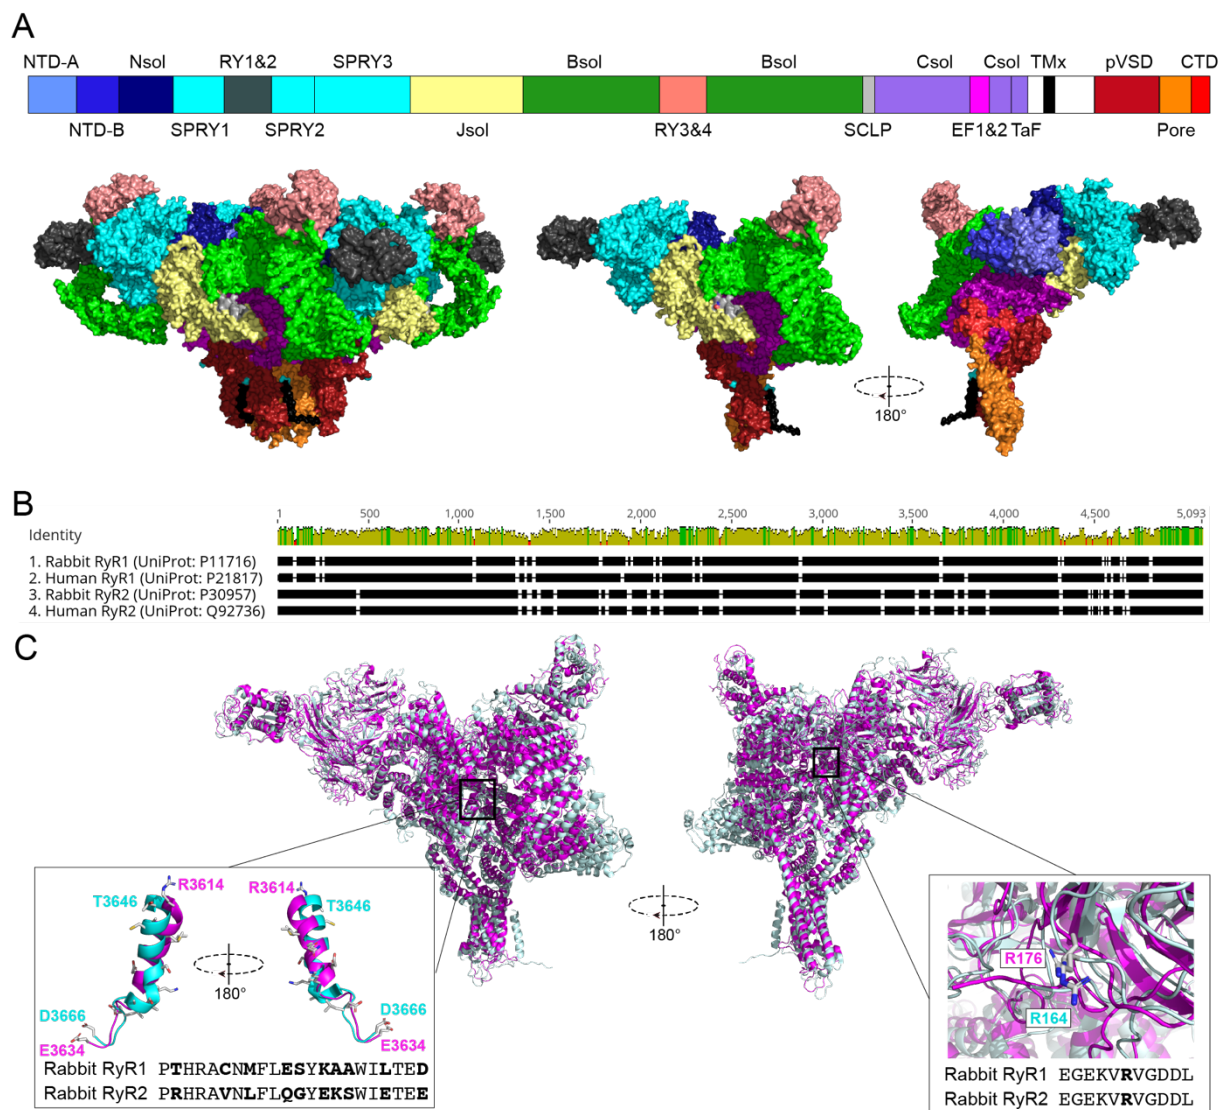 A
NTD-A Nsol RY1&2 SPRY3 Bsol Bsol Csol Csol TMx pVSD CTD
NTD-B SPRY1 SPRY2 Jsol RY3&4 SCLP EF1&2 TaF Pore
180°
B
1 500 1,000 1,500 2,000 2,500 3,000 3,500 4,000 4,500 5,093
Identity
1. Rabbit RyR1 (UniProt: P11716)
2. Human RyR1 (UniProt: P21817)
3. Rabbit RyR2 (UniProt: P30957)
4. Human RyR2 (UniProt: Q92736)
C
180°
R3614 R3614
T3646 T3646
180°
D3666 D3666
E3634 E3634
Rabbit RyR1 PTHRACNMFLESYKAAWILTED
Rabbit RyR2 PRHRAVNLFLQGYEKSWIETEE
R176
R164
Rabbit RyR1 EGEKVRVGDDL
Rabbit RyR2 EGEKVRVGDDL